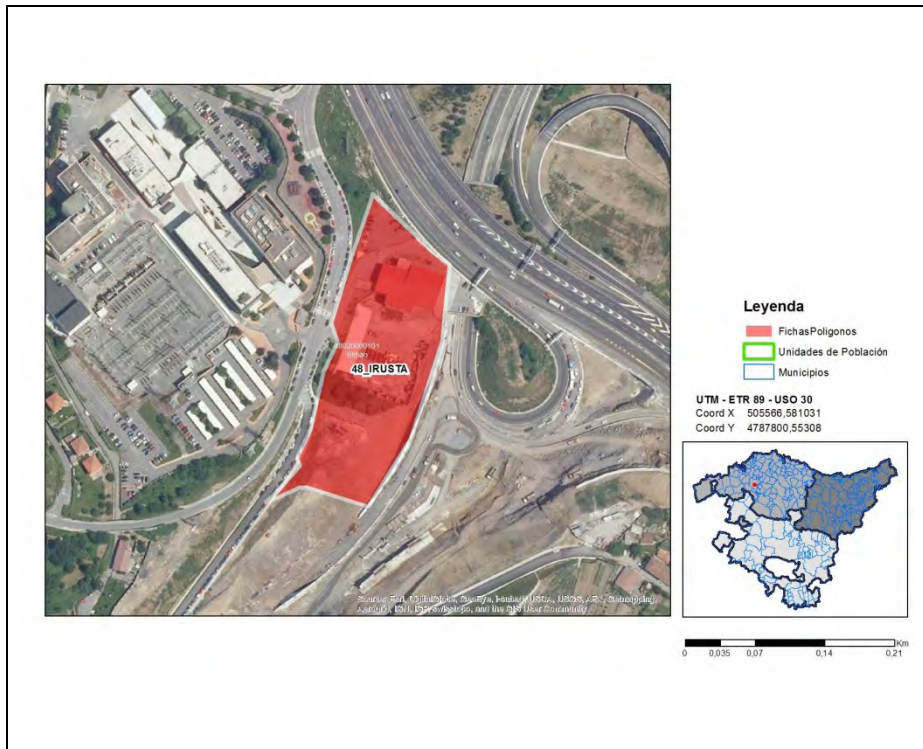 48_IRUSTA
Leyenda
FichasPoligonos
Unidades de Población
Municipios
UTM - ETR 89 - USO 30
Coord X 505566,581031
Coord Y 4787800,55308
Km
0 0,035 0,07 0,14 0,21